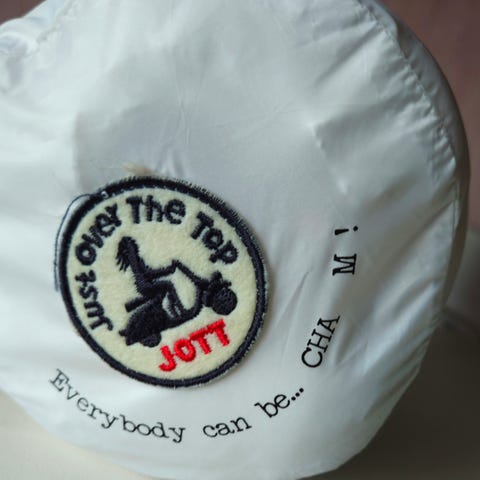 Just Over The Top
JOTT
Everybody can be... CHA M !